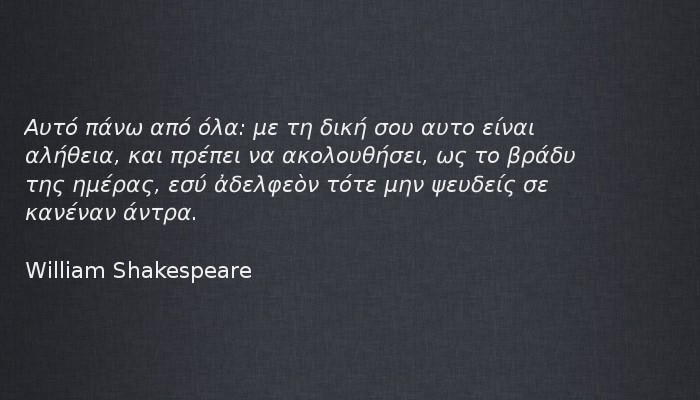 Αυτό πάνω από όλα: με τη δική σου αυτο είναι
αλήθεια, και πρέπει να ακολουθήσει, ως το βράδυ
της ημέρας, εσύ ἀδελφεὸν τότε μην ψευδείς σε
κανέναν άντρα.
William Shakespeare